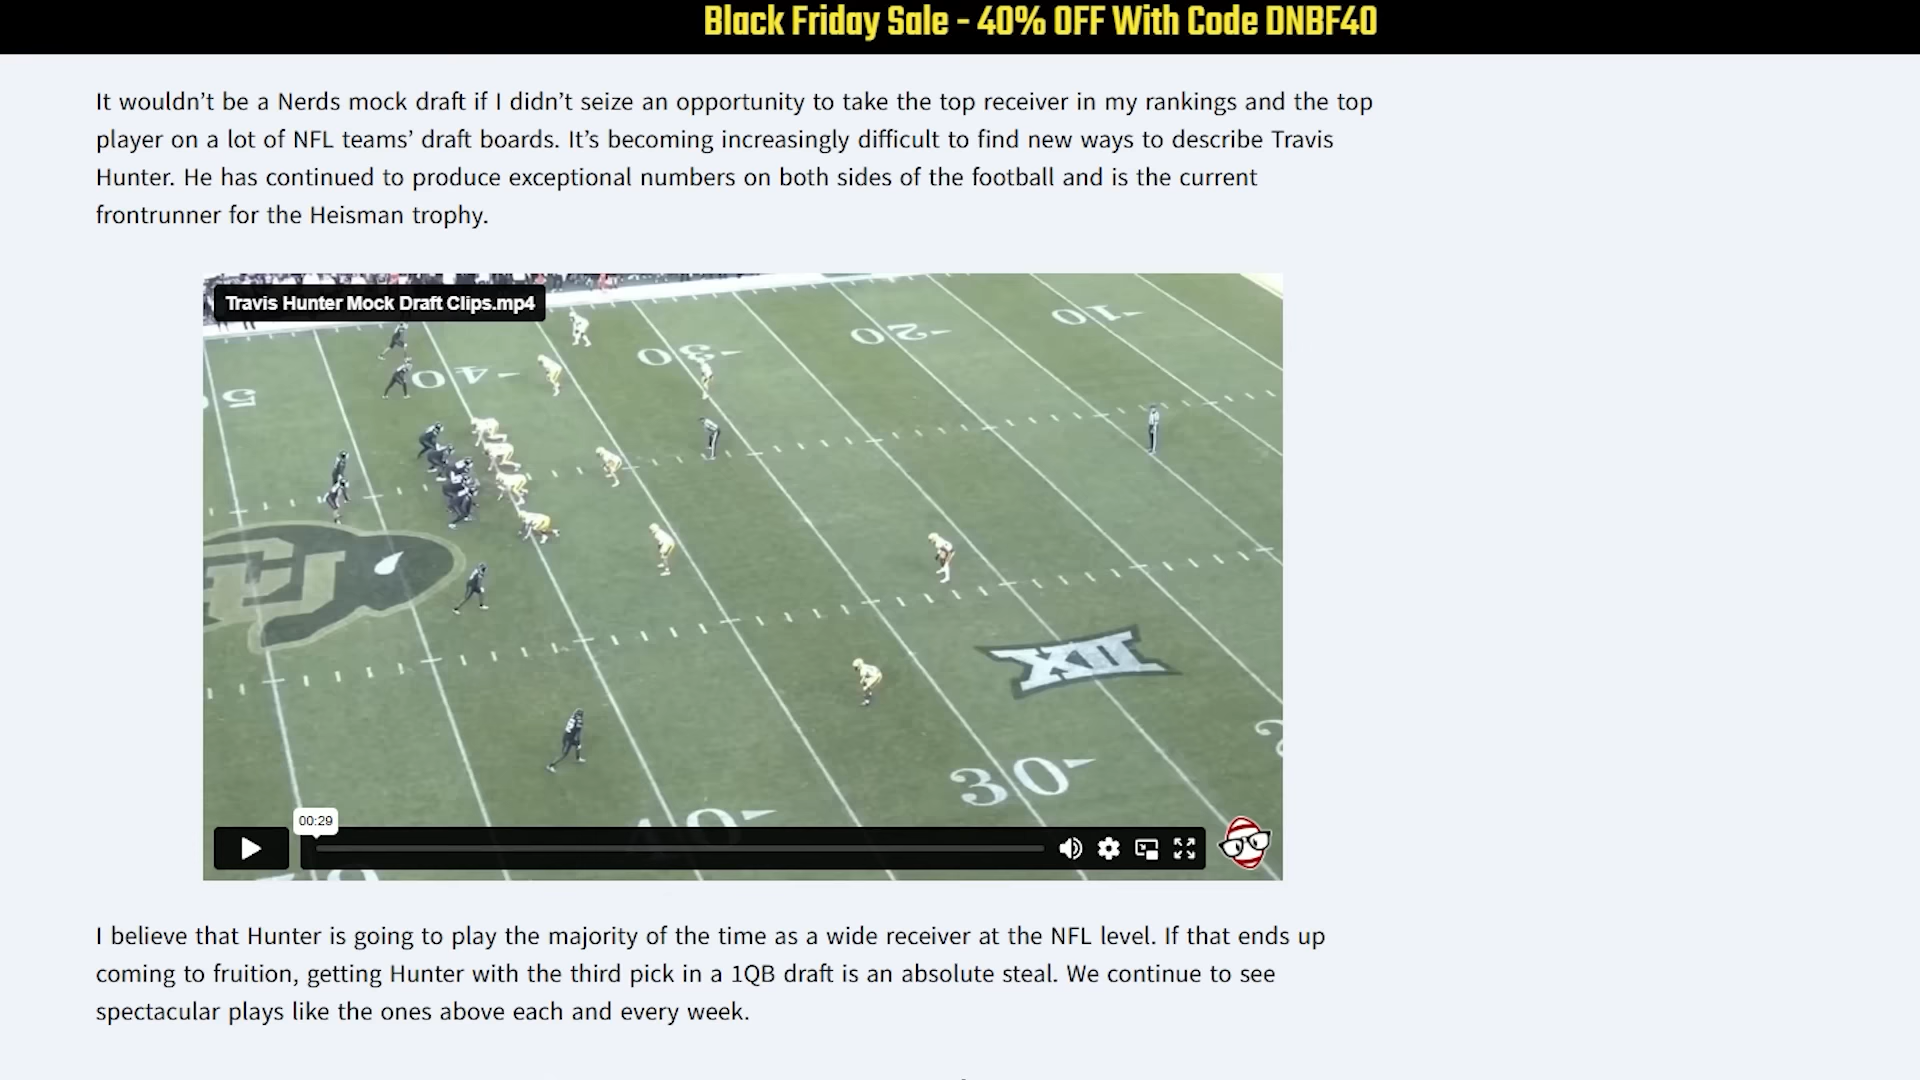 Black Friday Sale - 40% OFF With Code DNBF40
It wouldn’t be a Nerds mock draft if I didn’t seize an opportunity to take the top receiver in my rankings and the top
player on a lot of NFL teams’ draft boards. It’s becoming increasingly difficult to find new ways to describe Travis
Hunter. He has continued to produce exceptional numbers on both sides of the football and is the current
frontrunner for the Heisman trophy.
Travis Hunter Mock Draft Clips.mp4
10
20
30
40
5
CU
XII
30
00:29
I believe that Hunter is going to play the majority of the time as a wide receiver at the NFL level. If that ends up
coming to fruition, getting Hunter with the third pick in a 1QB draft is an absolute steal. We continue to see
spectacular plays like the ones above each and every week.